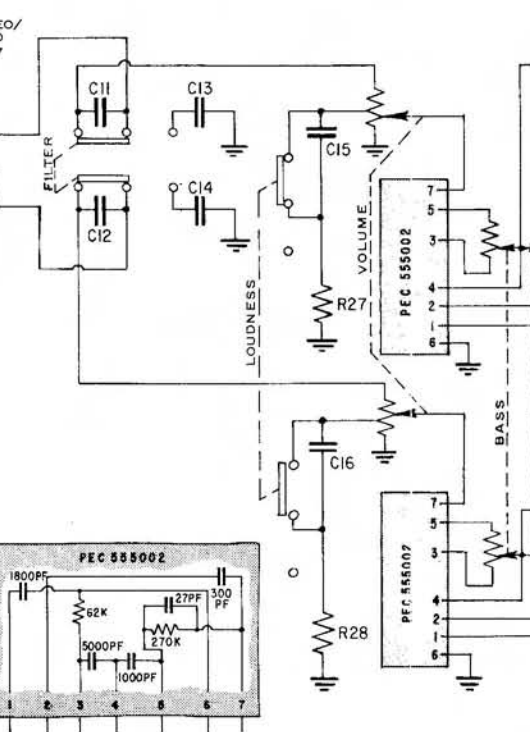 EO/
C11
C13
C15
FILTER
C14
C12
VOLUME
LOUDNESS
R27
7
5
3
4
2
1
6
PEC 555002
BASS
C16
R28
7
5
3
4
2
1
6
PEC 555002
PEC 555002
1800PF
62K
27PF
300
PF
270K
5000PF
1000PF
1 2 3 4 5 6 7